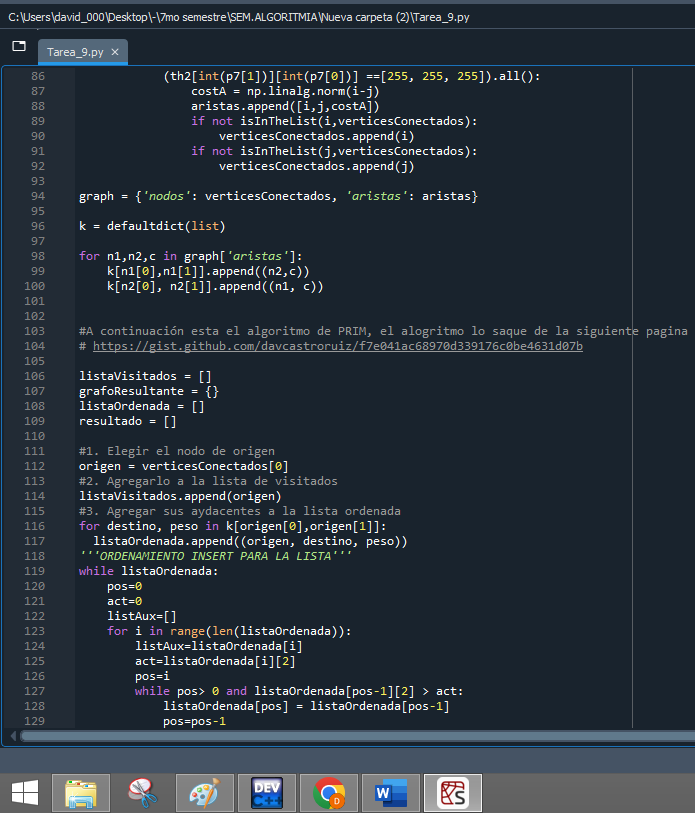 C:\Users\david_000\Desktop\-\7mo semestre\SEM.ALGORITMIA\Nueva carpeta (2)\Tarea_9.py
Tarea_9.py ×
86 (th2[int(p7[1])][int(p7[0])] ==[255, 255, 255]).all():
87 costA = np.linalg.norm(i-j)
88 aristas.append([i,j,costA])
89 if not isInTheList(i,verticesConectados):
90 verticesConectados.append(i)
91 if not isInTheList(j,verticesConectados):
92 verticesConectados.append(j)
93
94 graph = {'nodos': verticesConectados, 'aristas': aristas}
95
96 k = defaultdict(list)
97
98 for n1,n2,c in graph['aristas']:
99 k[n1[0],n1[1]].append((n2,c))
100 k[n2[0], n2[1]].append((n1, c))
101
102
103 #A continuación esta el algoritmo de PRIM, el alogritmo lo saque de la siguiente pagina
104 # https://gist.github.com/davcastroruiz/f7e041ac68970d339176c0be4631d07b
105
106 listaVisitados = []
107 grafoResultante = {}
108 listaOrdenada = []
109 resultado = []
110
111 #1. Elegir el nodo de origen
112 origen = verticesConectados[0]
113 #2. Agregarlo a la lista de visitados
114 listaVisitados.append(origen)
115 #3. Agregar sus aydacentes a la lista ordenada
116 for destino, peso in k[origen[0],origen[1]]:
117 listaOrdenada.append((origen, destino, peso))
118 '''ORDENAMIENTO INSERT PARA LA LISTA'''
119 while listaOrdenada:
120 pos=0
121 act=0
122 listAux=[]
123 for i in range(len(listaOrdenada)):
124 listAux=listaOrdenada[i]
125 act=listaOrdenada[i][2]
126 pos=i
127 while pos> 0 and listaOrdenada[pos-1][2] > act:
128 listaOrdenada[pos] = listaOrdenada[pos-1]
129 pos=pos-1
DEV
C++
D
W
S